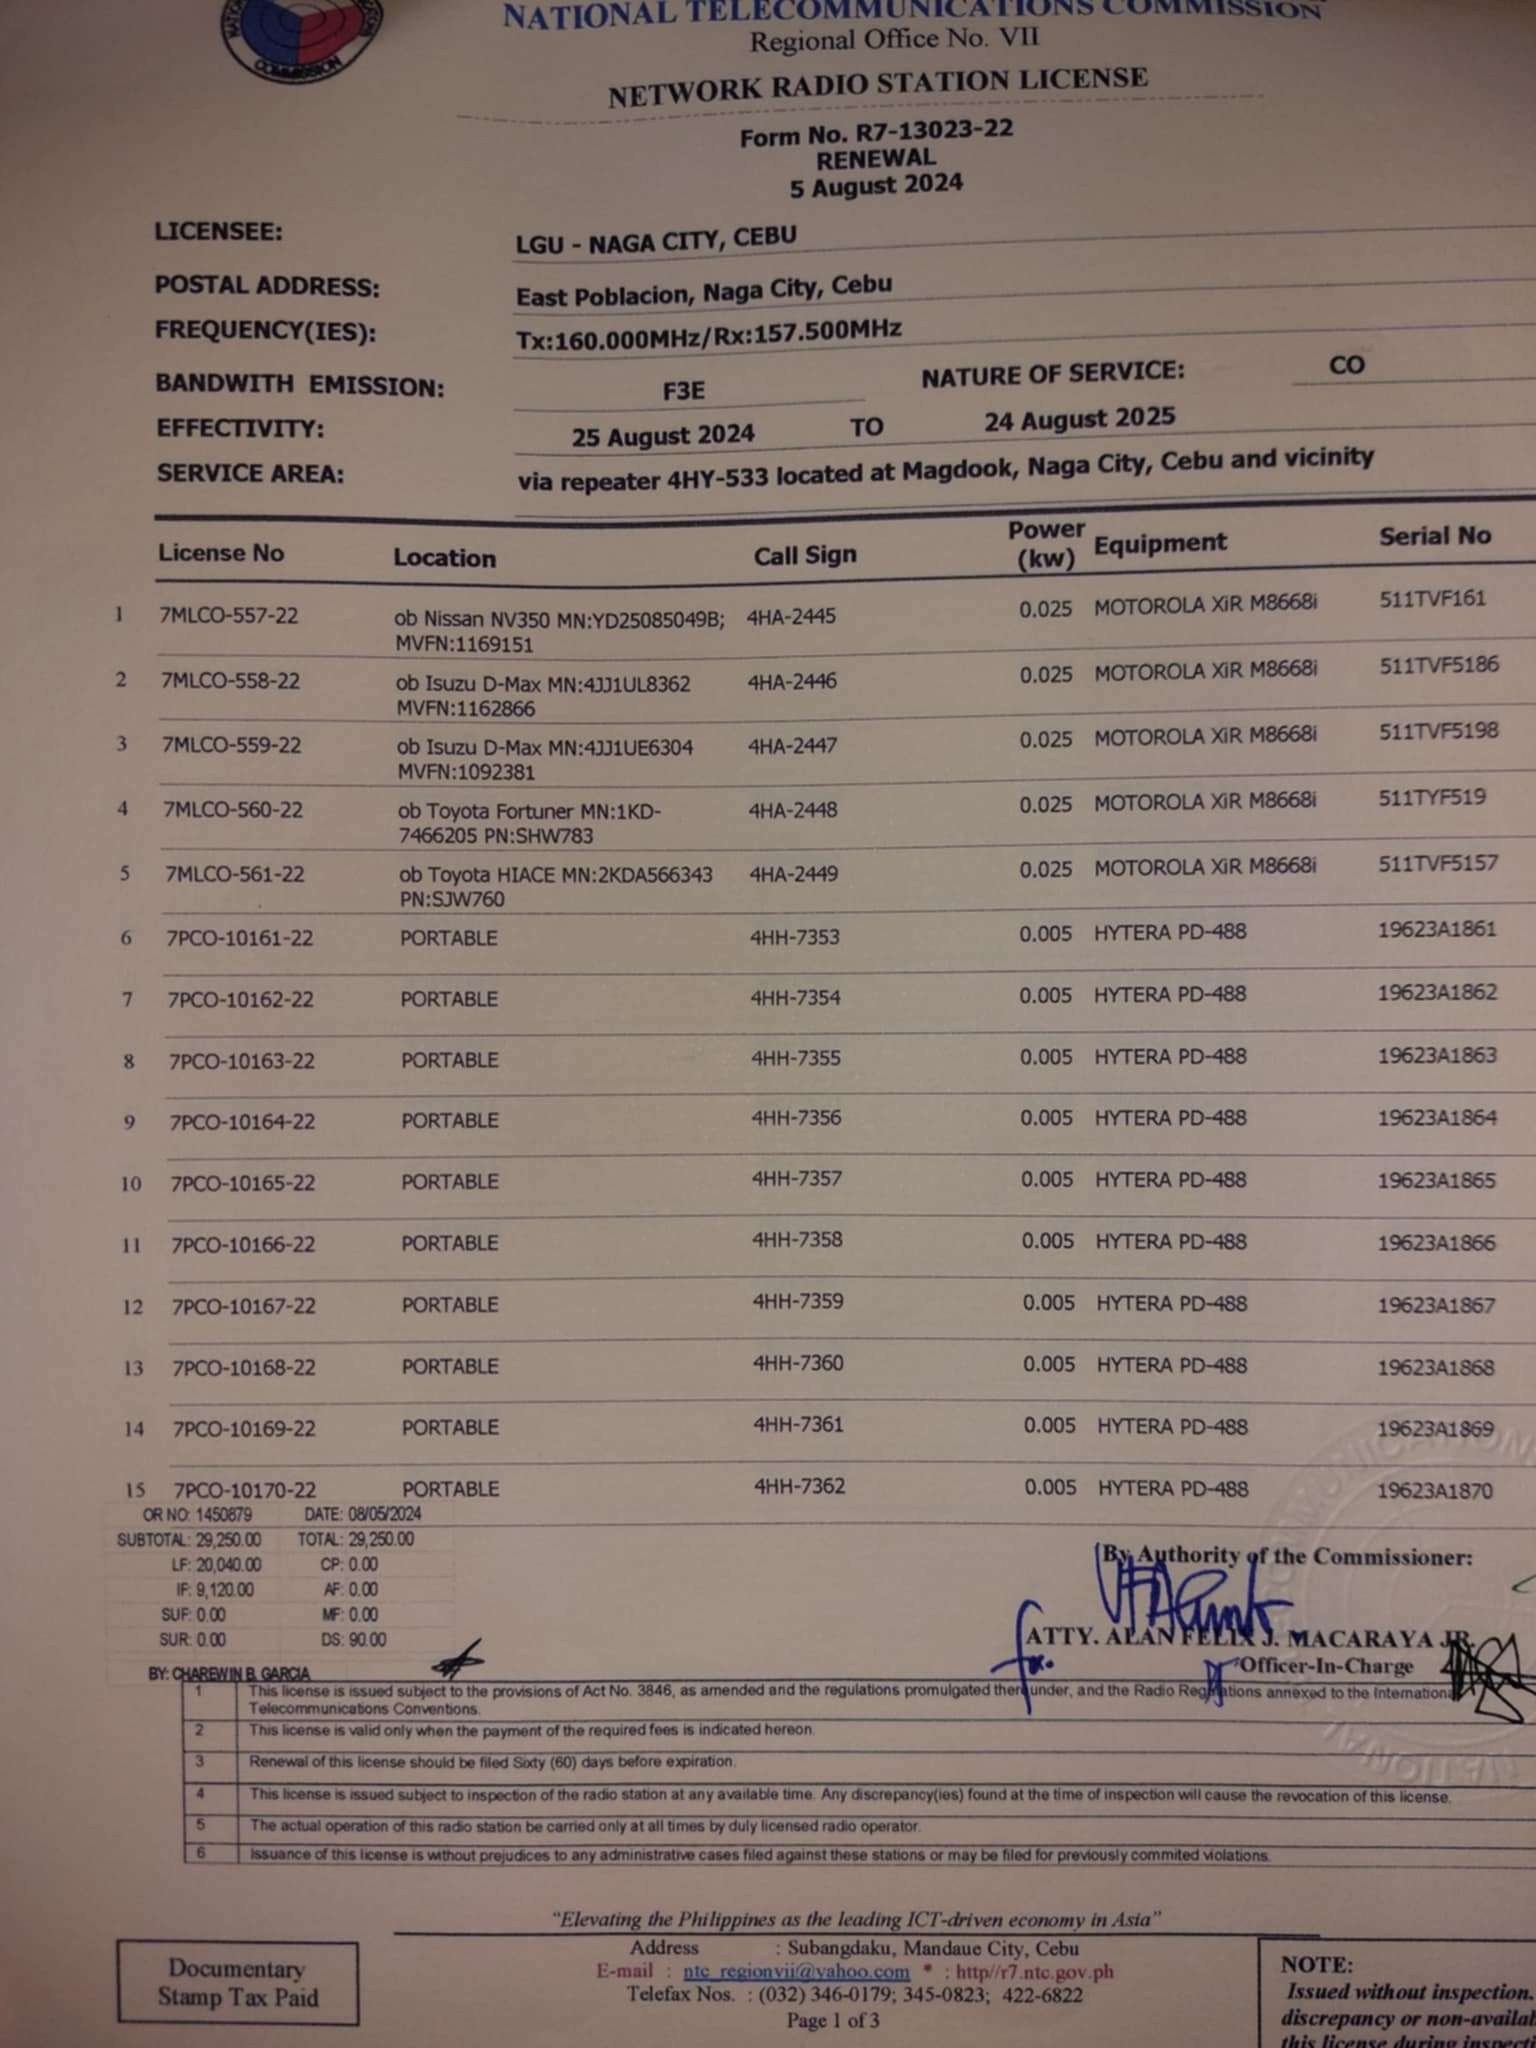 NATIONAL TELECOMMUNICATIONS COMMISSION
COMMISSION
Regional Office No. VII
NETWORK RADIO STATION LICENSE
Form No. R7-13023-22
RENEWAL
5 August 2024
LICENSEE: LGU - NAGA CITY, CEBU
POSTAL ADDRESS: East Poblacion, Naga City, Cebu
FREQUENCY(IES): Tx:160.000MHz/Rx:157.500MHz
BANDWITH EMISSION: F3E NATURE OF SERVICE: CO
EFFECTIVITY: 25 August 2024 TO 24 August 2025
SERVICE AREA: via repeater 4HY-533 located at Magdook, Naga City, Cebu and vicinity
License No Location Call Sign Power (kw) Equipment Serial No
1 7MLCO-557-22 ob Nissan NV350 MN:YD25085049B; 4HA-2445 0.025 MOTOROLA XiR M8668i 511TVF161
MVFN:1169151
2 7MLCO-558-22 ob Isuzu D-Max MN:4JJ1UL8362 4HA-2446 0.025 MOTOROLA XiR M8668i 511TVF5186
MVFN:1162866
3 7MLCO-559-22 ob Isuzu D-Max MN:4JJ1UE6304 4HA-2447 0.025 MOTOROLA XiR M8668i 511TVF5198
MVFN:1092381
4 7MLCO-560-22 ob Toyota Fortuner MN:1KD- 4HA-2448 0.025 MOTOROLA XiR M8668i 511TYF519
7466205 PN:SHW783
5 7MLCO-561-22 ob Toyota HIACE MN:2KDA566343 4HA-2449 0.025 MOTOROLA XiR M8668i 511TVF5157
PN:SJW760
6 7PCO-10161-22 PORTABLE 4HH-7353 0.005 HYTERA PD-488 19623A1861
7 7PCO-10162-22 PORTABLE 4HH-7354 0.005 HYTERA PD-488 19623A1862
8 7PCO-10163-22 PORTABLE 4HH-7355 0.005 HYTERA PD-488 19623A1863
9 7PCO-10164-22 PORTABLE 4HH-7356 0.005 HYTERA PD-488 19623A1864
10 7PCO-10165-22 PORTABLE 4HH-7357 0.005 HYTERA PD-488 19623A1865
11 7PCO-10166-22 PORTABLE 4HH-7358 0.005 HYTERA PD-488 19623A1866
12 7PCO-10167-22 PORTABLE 4HH-7359 0.005 HYTERA PD-488 19623A1867
13 7PCO-10168-22 PORTABLE 4HH-7360 0.005 HYTERA PD-488 19623A1868
14 7PCO-10169-22 PORTABLE 4HH-7361 0.005 HYTERA PD-488 19623A1869
15 7PCO-10170-22 PORTABLE 4HH-7362 0.005 HYTERA PD-488 19623A1870
OR NO: 1450879 DATE: 08/05/2024
SUBTOTAL: 29,250.00 TOTAL: 29,250.00
LF: 20,040.00 CP: 0.00
IF: 9,120.00 AF: 0.00
SUF: 0.00 MF: 0.00
SUR: 0.00 DS: 90.00
BY: CHAREWIN B. GARCIA
By Authority of the Commissioner:
ATTY. ALAN FELIX J. MACARAYA JR.
Officer-In-Charge
1 This license is issued subject to the provisions of Act No. 3846, as amended and the regulations promulgated thereunder, and the Radio Regulations annexed to the International
Telecommunications Conventions.
2 This license is valid only when the payment of the required fees is indicated hereon.
3 Renewal of this license should be filed Sixty (60) days before expiration.
4 This license is issued subject to inspection of the radio station at any available time. Any discrepancy(ies) found at the time of inspection will cause the revocation of this license.
5 The actual operation of this radio station be carried only at all times by duly licensed radio operator.
6 Issuance of this license is without prejudices to any administrative cases filed against these stations or may be filed for previously commited violations.
"Elevating the Philippines as the leading ICT-driven economy in Asia"
Address : Subangdaku, Mandaue City, Cebu
E-mail : ntc_regionvii@yahoo.com * : http//r7.ntc.gov.ph
Telefax Nos. : (032) 346-0179; 345-0823; 422-6822
Page 1 of 3
Documentary
Stamp Tax Paid
NOTE:
Issued without inspection.
discrepancy or non-availa
this license during inspecti